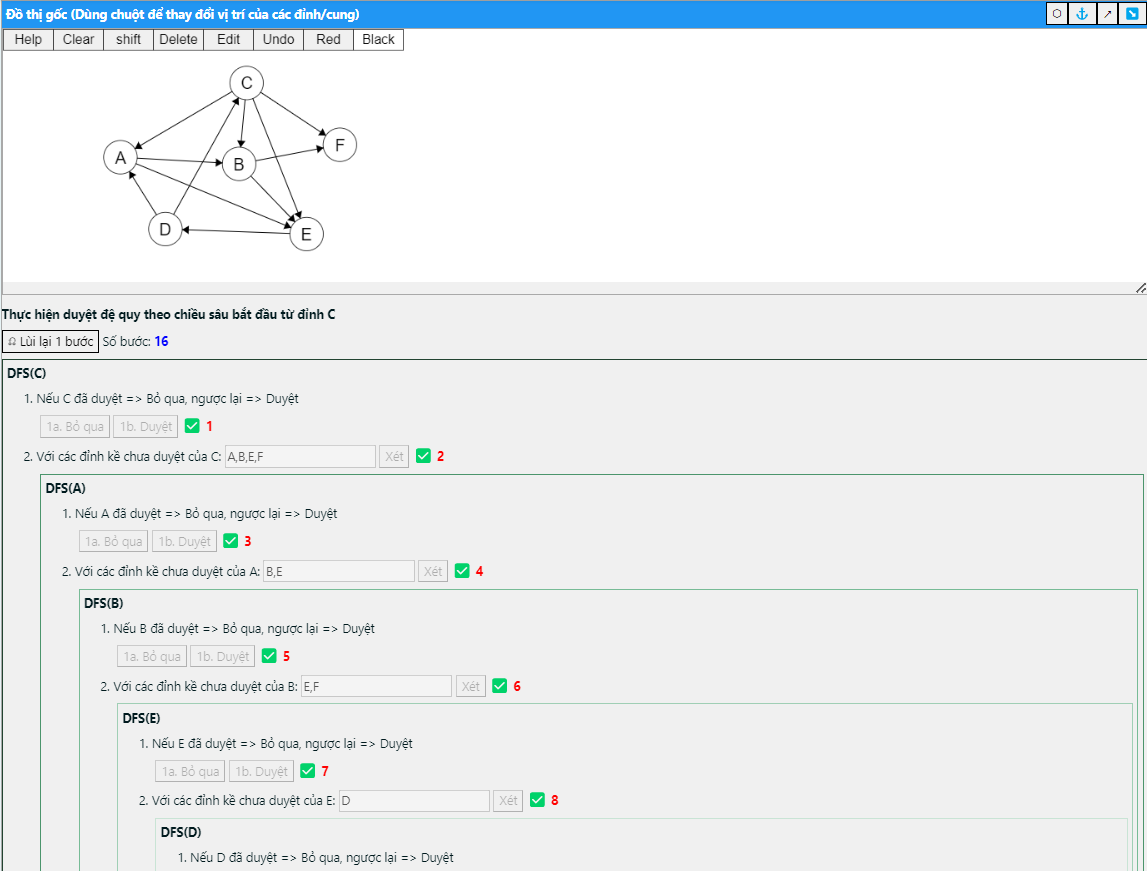 Đồ thị gốc (Dùng chuột để thay đổi vị trí của các đỉnh/cung)
Help Clear shift Delete Edit Undo Red Black
C
F
A
B
D
E
Thực hiện duyệt đệ quy theo chiều sâu bắt đầu từ đỉnh C
Lùi lại 1 bước Số bước: 16
DFS(C)
1. Nếu C đã duyệt => Bỏ qua, ngược lại => Duyệt
1a. Bỏ qua 1b. Duyệt 1
2. Với các đỉnh kề chưa duyệt của C: A,B,E,F Xét 2
DFS(A)
1. Nếu A đã duyệt => Bỏ qua, ngược lại => Duyệt
1a. Bỏ qua 1b. Duyệt 3
2. Với các đỉnh kề chưa duyệt của A: B,E Xét 4
DFS(B)
1. Nếu B đã duyệt => Bỏ qua, ngược lại => Duyệt
1a. Bỏ qua 1b. Duyệt 5
2. Với các đỉnh kề chưa duyệt của B: E,F Xét 6
DFS(E)
1. Nếu E đã duyệt => Bỏ qua, ngược lại => Duyệt
1a. Bỏ qua 1b. Duyệt 7
2. Với các đỉnh kề chưa duyệt của E: D Xét 8
DFS(D)
1. Nếu D đã duyệt => Bỏ qua, ngược lại => Duyệt